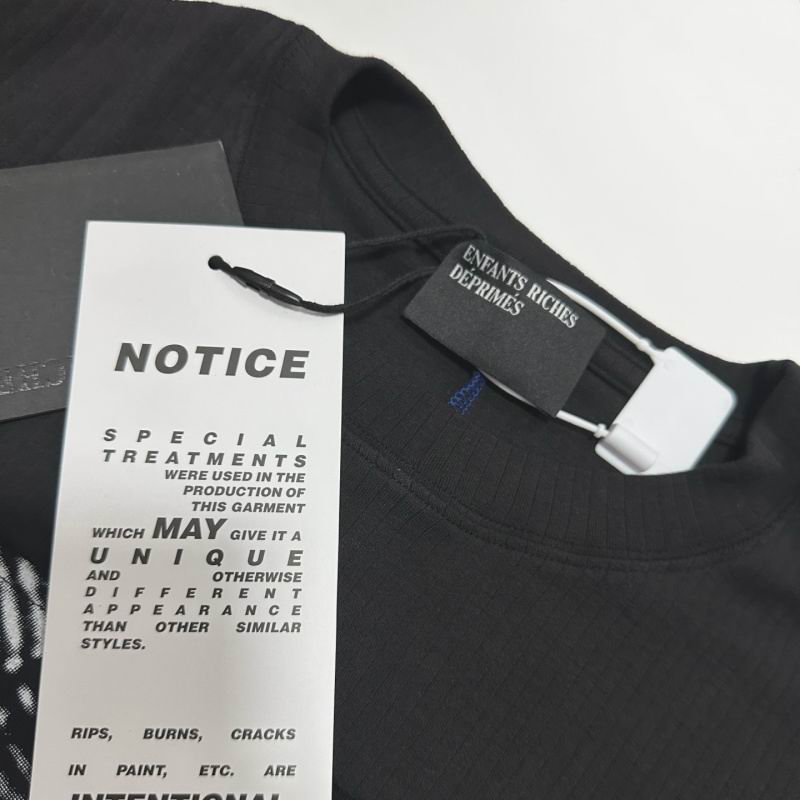 ENFANTS RICHES
DÉPRIMÉS
NOTICE
SPECIAL
TREATMENTS
WERE USED IN THE
PRODUCTION OF
THIS GARMENT
WHICH MAY GIVE IT A
UNIQUE
AND OTHERWISE
DIFFERENT
APPEARANCE
THAN OTHER SIMILAR
STYLES.
RIPS, BURNS, CRACKS
IN PAINT, ETC. ARE
INTENTIONAL